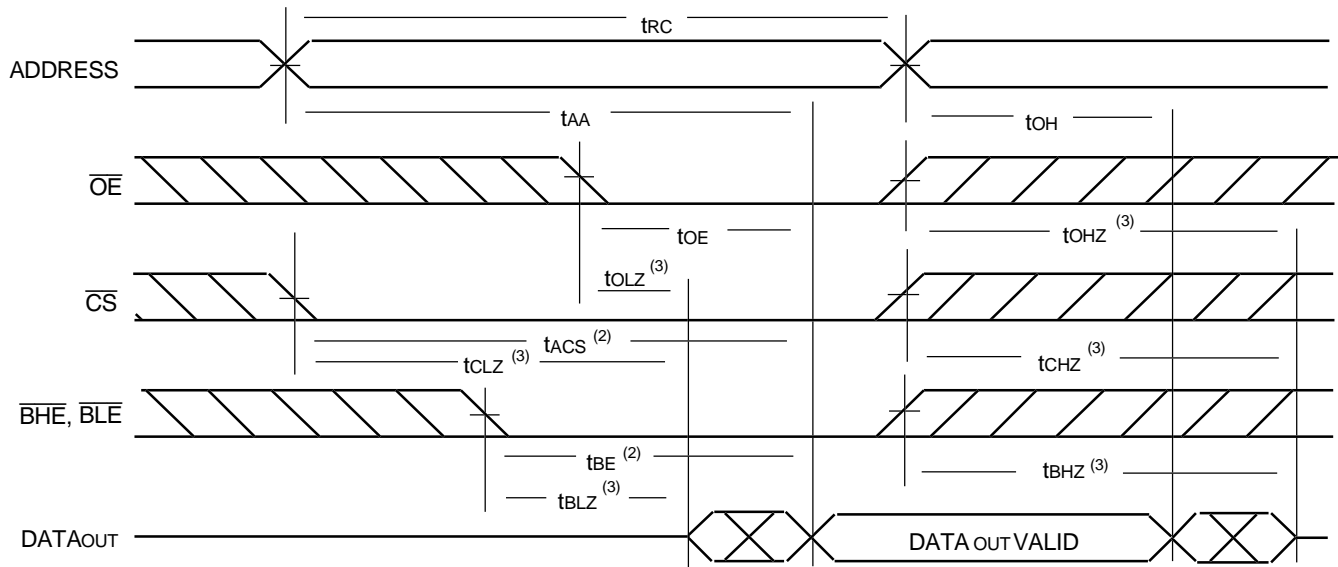 tRC
ADDRESS
tAA
tOH
OE
tOE
tOHZ (3)
tOLZ (3)
CS
tACS (2)
tCLZ (3)
tCHZ (3)
BHE, BLE
tBE (2)
tBHZ (3)
tBLZ (3)
DATAOUT
DATA OUT VALID